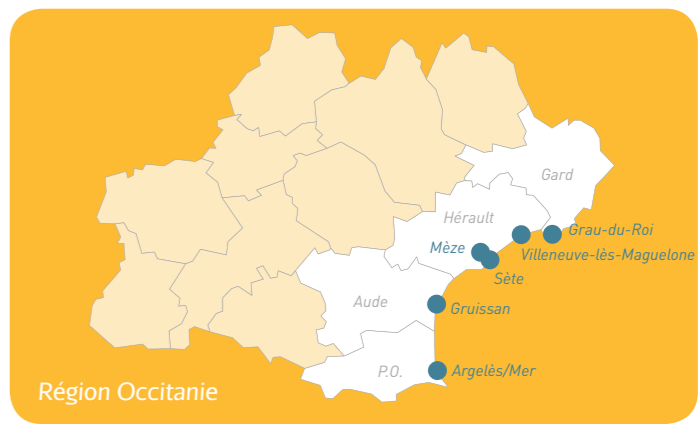 Gard
Hérault
Grau-du-Roi
Mèze
Villeneuve-lès-Maguelone
Sète
Aude
Gruissan
P.O.
Argelès/Mer
Région Occitanie